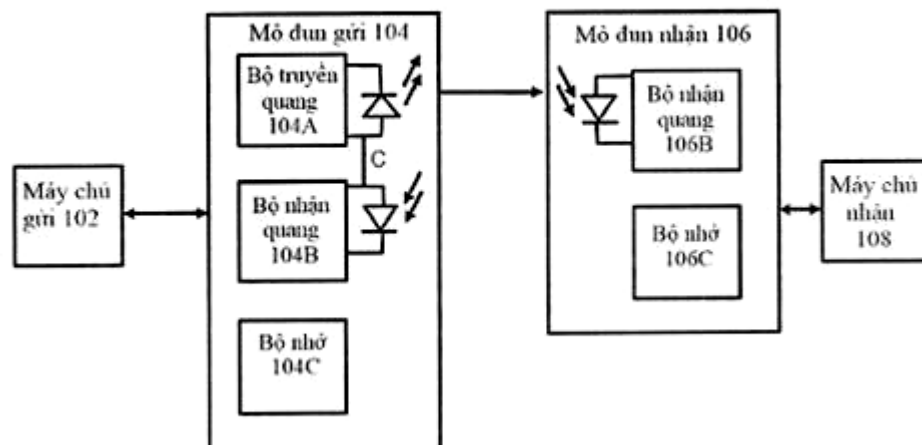 Mô đun gửi 104
Bộ truyền
quang
104A
C
Bộ nhận
quang
104B
Bộ nhớ
104C
Máy chủ
gửi 102
Mô đun nhận 106
Bộ nhận
quang
106B
Bộ nhớ
106C
Máy chủ
nhận
108